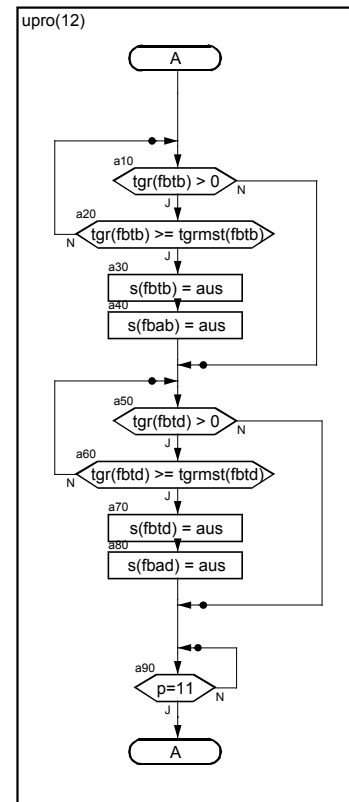 upro(12)
A
a10
tgr(fbtb) > 0
N
J
a20
tgr(fbtb) >= tgrmst(fbtb)
N
J
a30
s(fbtb) = aus
a40
s(fbab) = aus
a50
tgr(fbtd) > 0
N
J
a60
tgr(fbtd) >= tgrmst(fbtd)
N
J
a70
s(fbtd) = aus
a80
s(fbad) = aus
a90
p=11
N
J
A